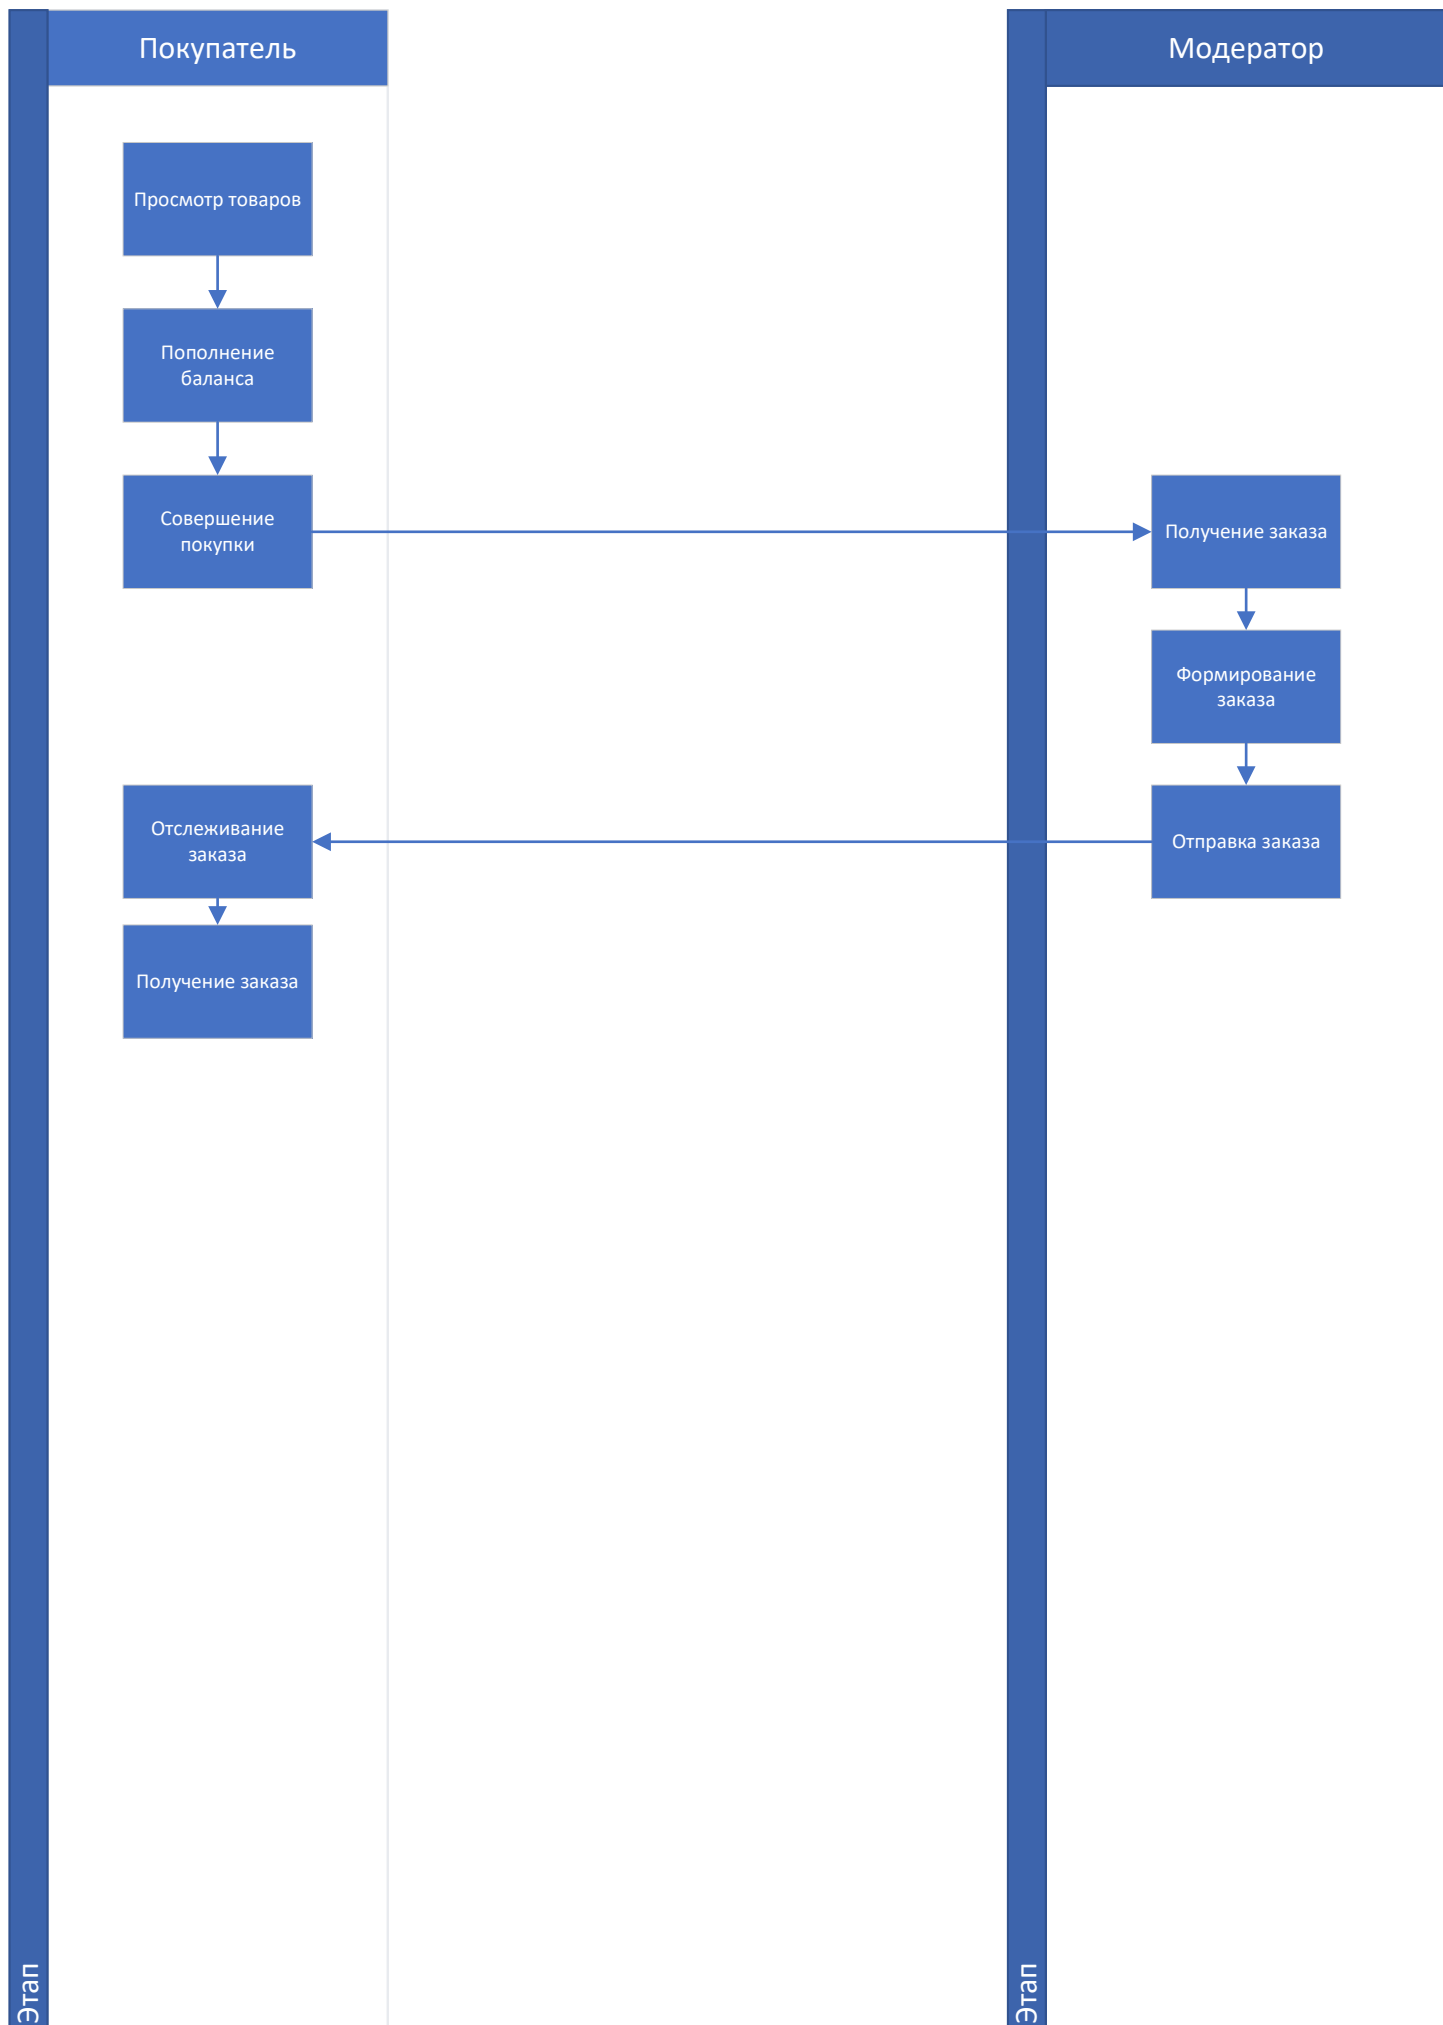 Покупатель
Модератор
Просмотр товаров
Пополнение
баланса
Совершение
покупки
Получение заказа
Формирование
заказа
Отслеживание
заказа
Отправка заказа
Получение заказа
Этап
Этап